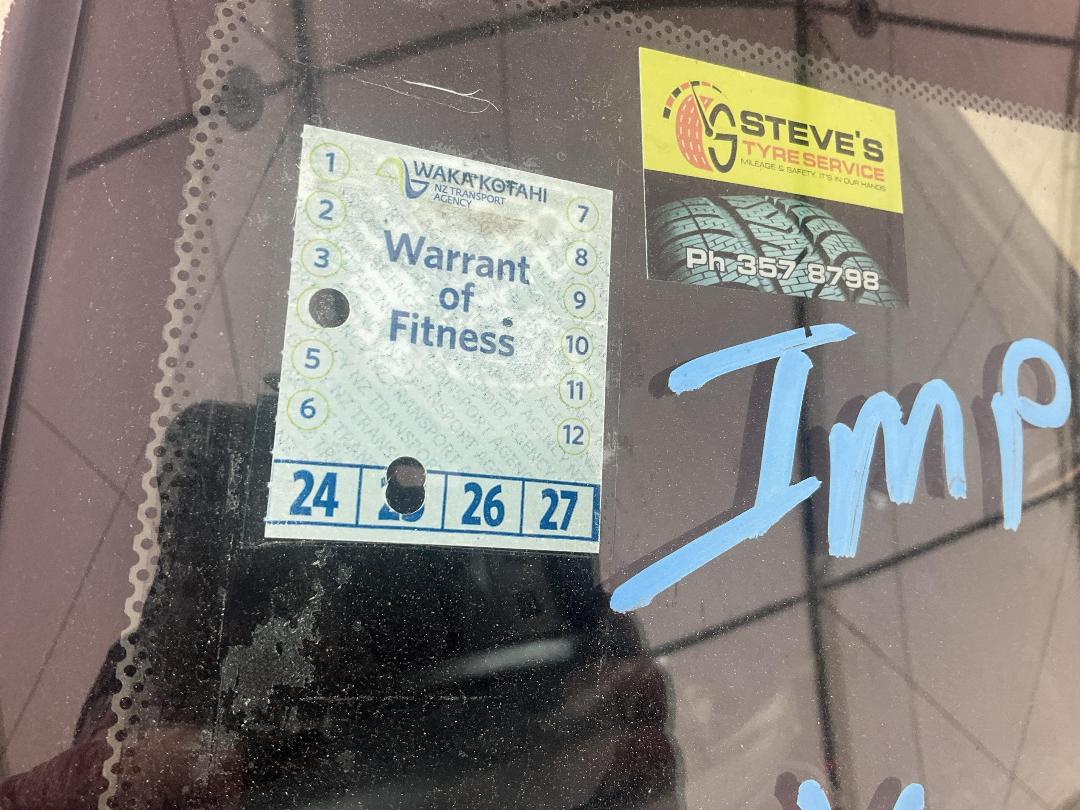 WAKA KOTAHI
NZ TRANSPORT
AGENCY
Warrant
of
Fitness
1
2
3
5
6
7
8
9
10
11
12
24 25 26 27
STEVE'S
TYRE SERVICE
MILEAGE & SAFETY, IT'S IN OUR HANDS
Ph 357 8798
Imp